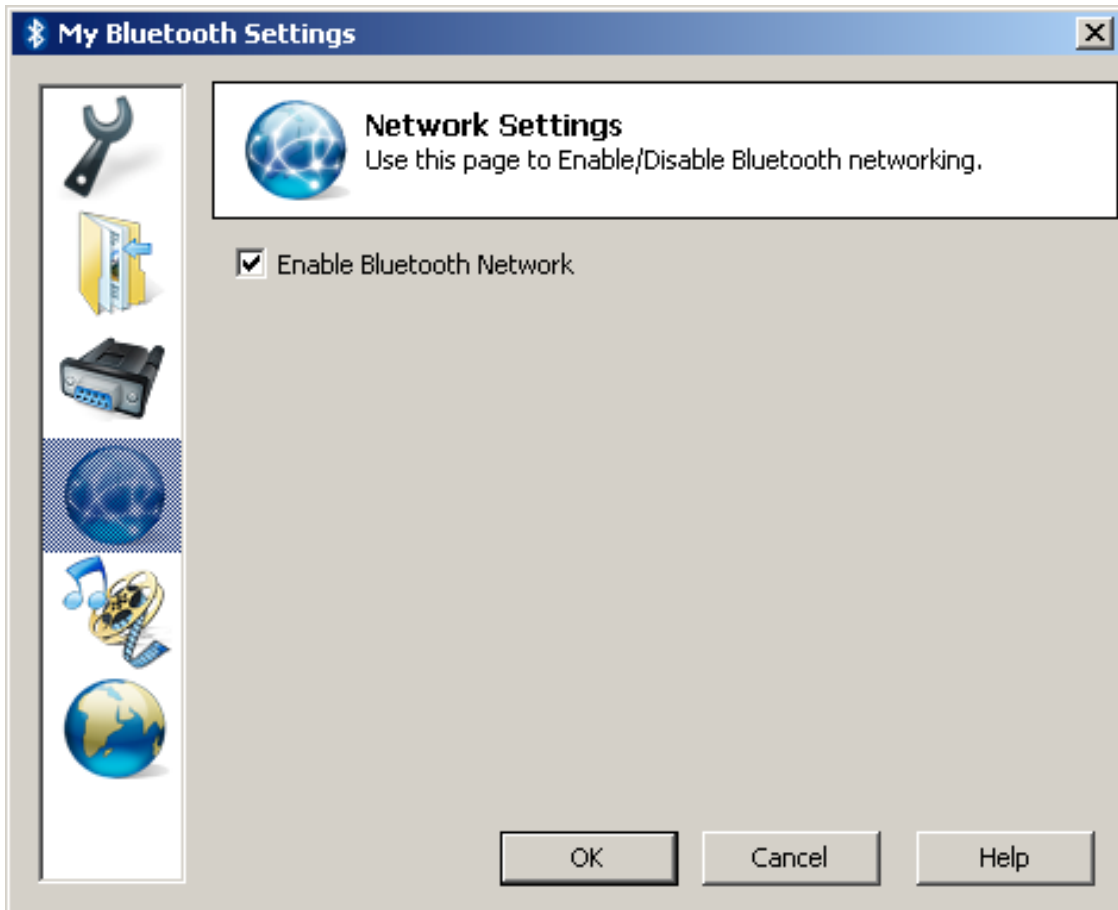 My Bluetooth Settings
Network Settings
Use this page to Enable/Disable Bluetooth networking.
Enable Bluetooth Network
OK
Cancel
Help